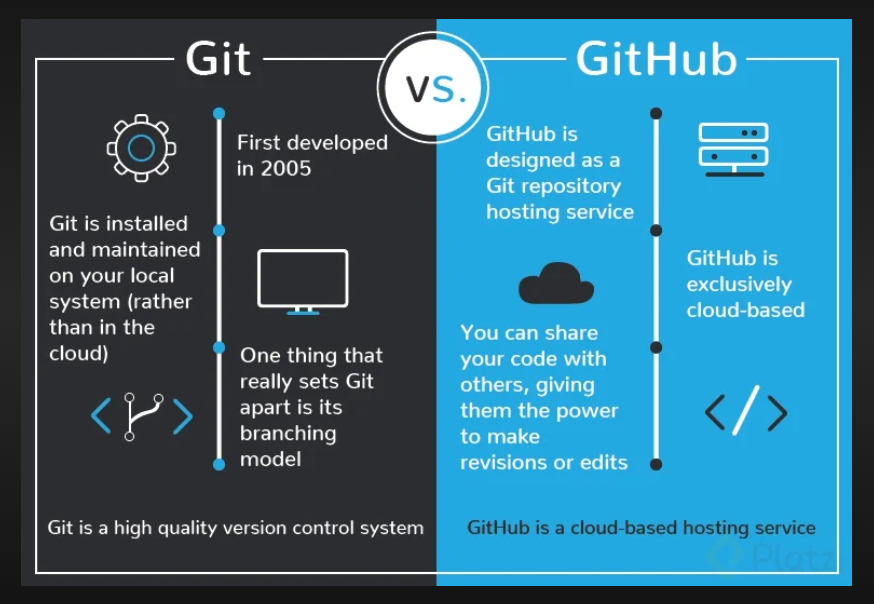 Git
vs.
GitHub
First developed
in 2005
Git is installed
and maintained
on your local
system (rather
than in the
cloud)
One thing that
really sets Git
apart is its
branching
model
Git is a high quality version control system
GitHub is
designed as a
Git repository
hosting service
GitHub is
exclusively
cloud-based
You can share
your code with
others, giving
them the power
to make
revisions or edits
GitHub is a cloud-based hosting service
Platzi